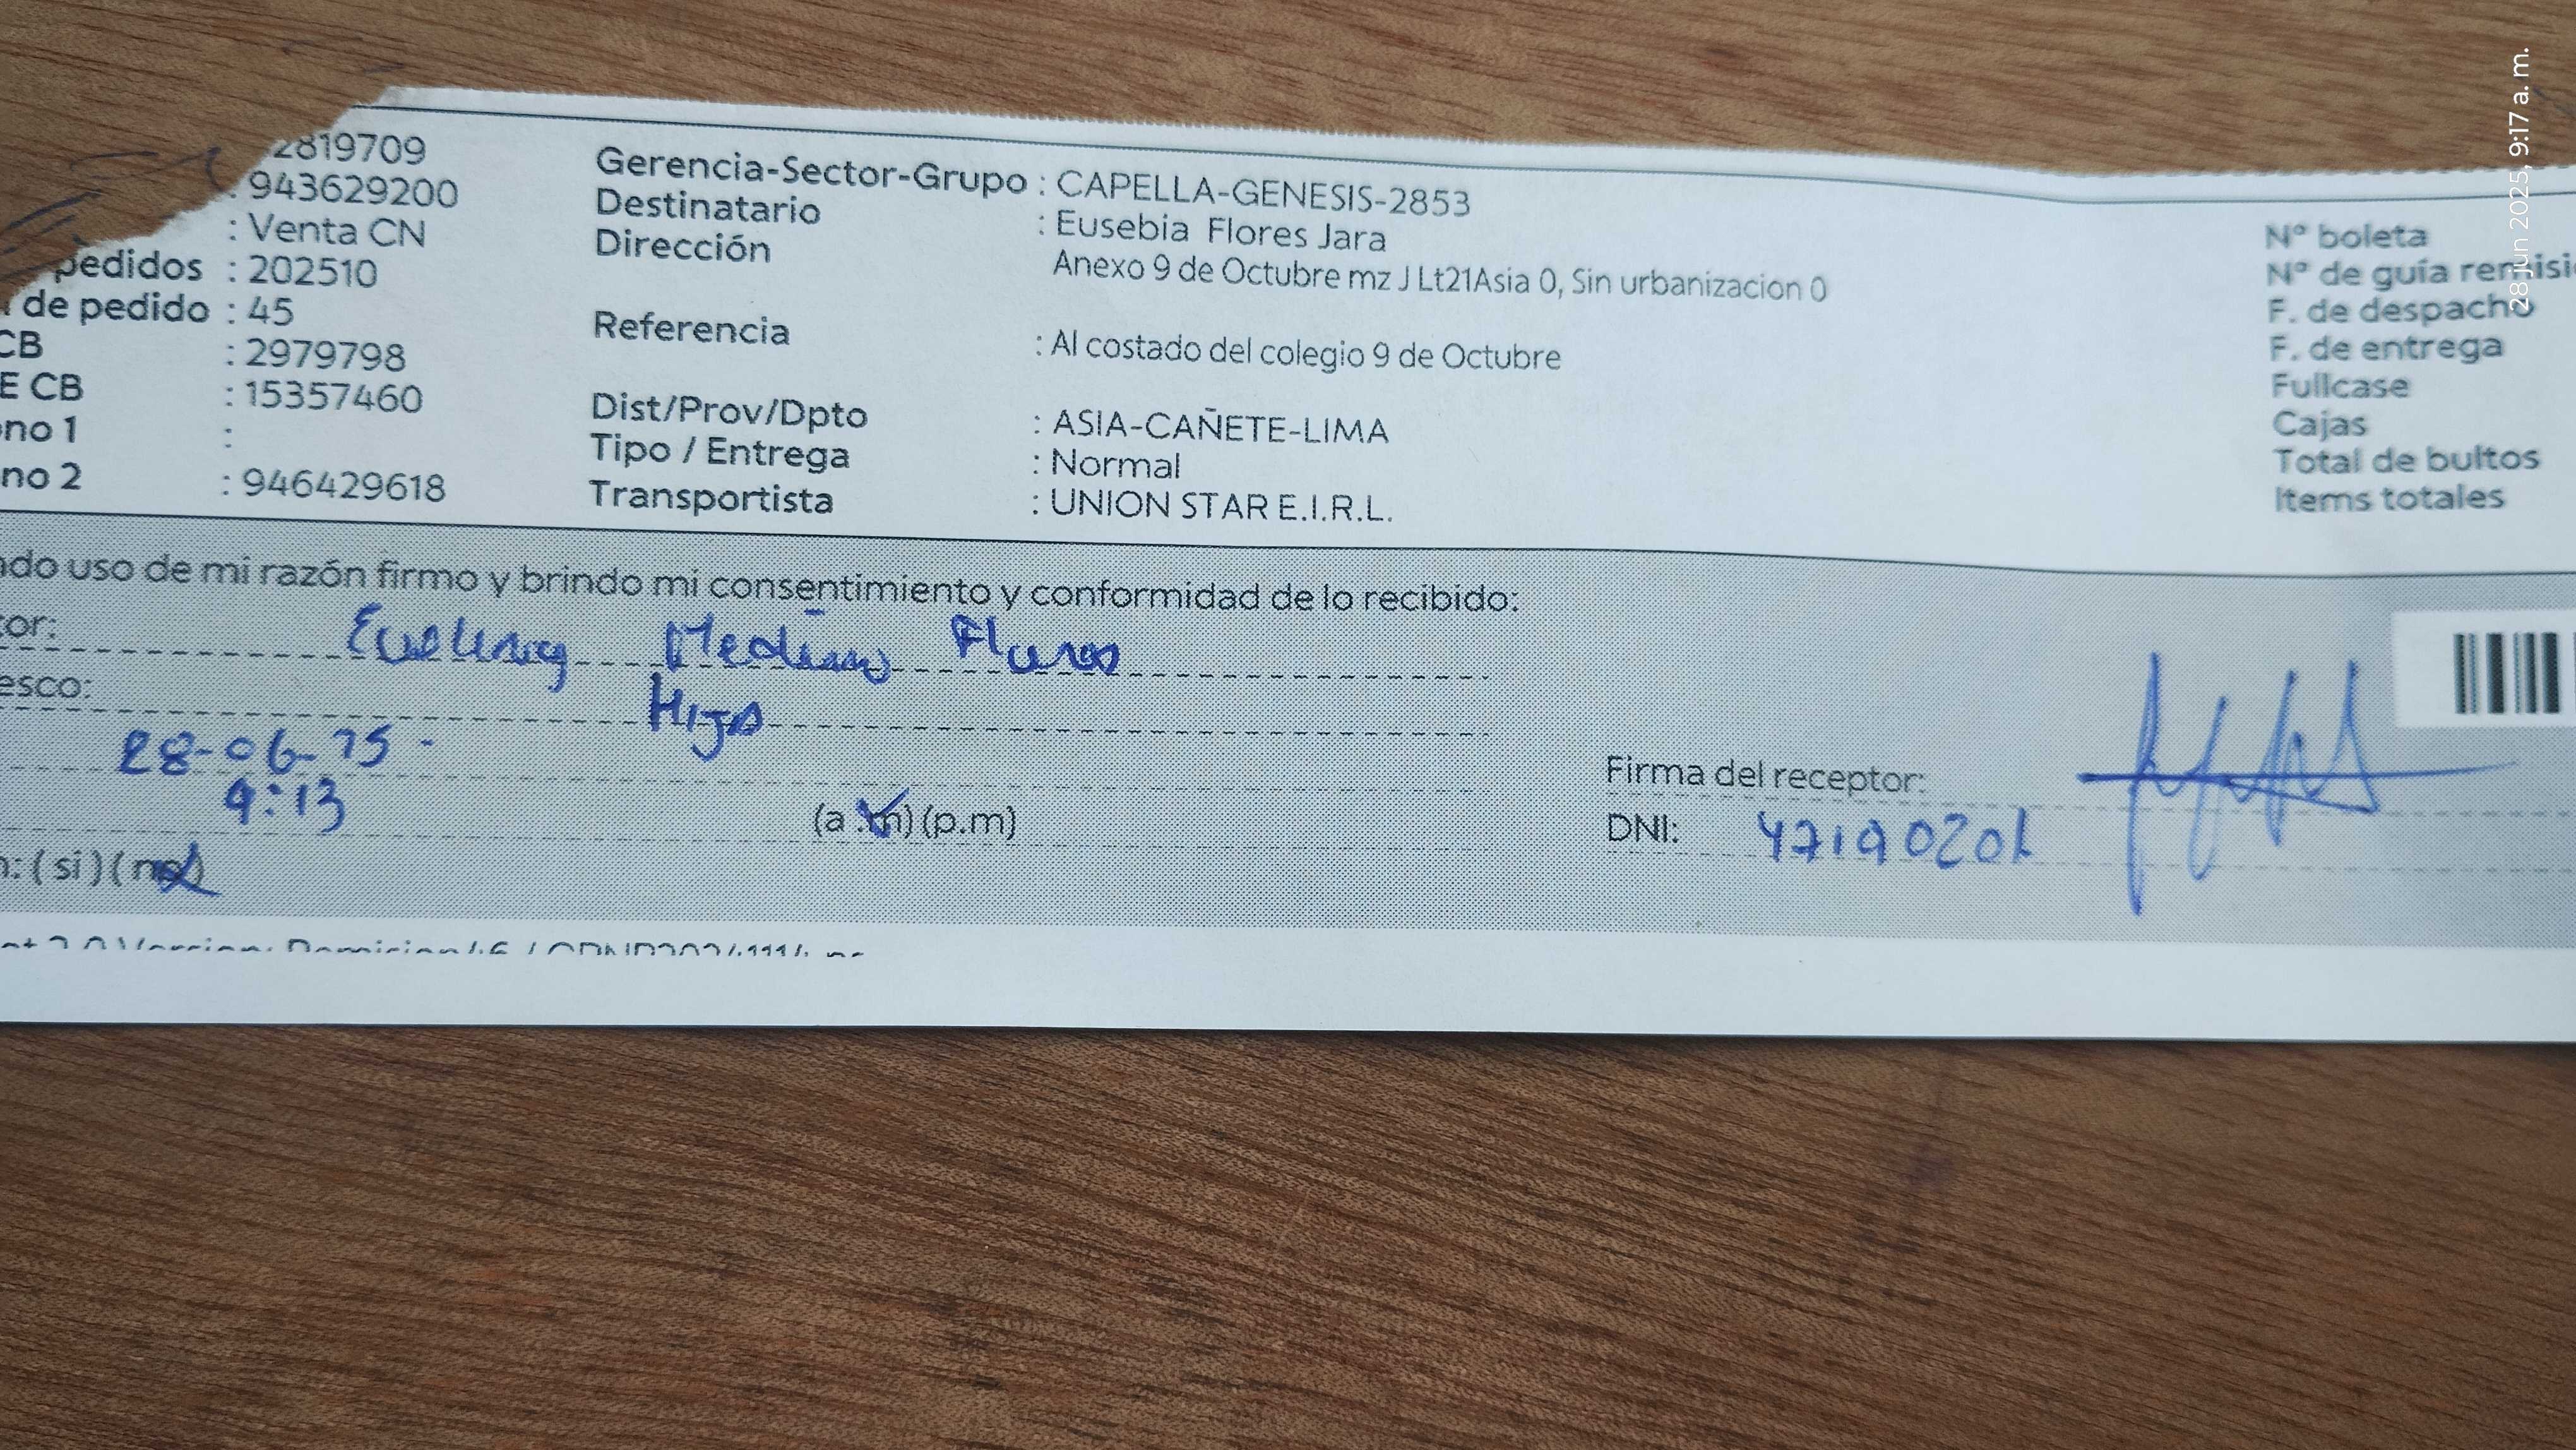 2819709
: 943629200
: Venta CN
pedidos : 202510
de pedido : 45
CB : 2979798
E CB : 15357460
no 1 :
no 2 : 946429618
Gerencia-Sector-Grupo : CAPELLA-GENESIS-2853
Destinatario : Eusebia Flores Jara
Dirección Anexo 9 de Octubre mz J Lt21Asia 0, Sin urbanizacion 0
Referencia : Al costado del colegio 9 de Octubre
Dist/Prov/Dpto : ASIA-CAÑETE-LIMA
Tipo / Entrega : Normal
Transportista : UNION STAR E.I.R.L.
Nº boleta
Nº de guía remisi
F. de despacho
F. de entrega
Fullcase
Cajas
Total de bultos
Items totales
ndo uso de mi razón firmo y brindo mi consentimiento y conformidad de lo recibido:
tor:
esco: Hija
9:13 (a.m) (p.m)
n: ( si ) ( no )
Firma del receptor:
DNI:
28 jun 2025, 9:17 a. m.